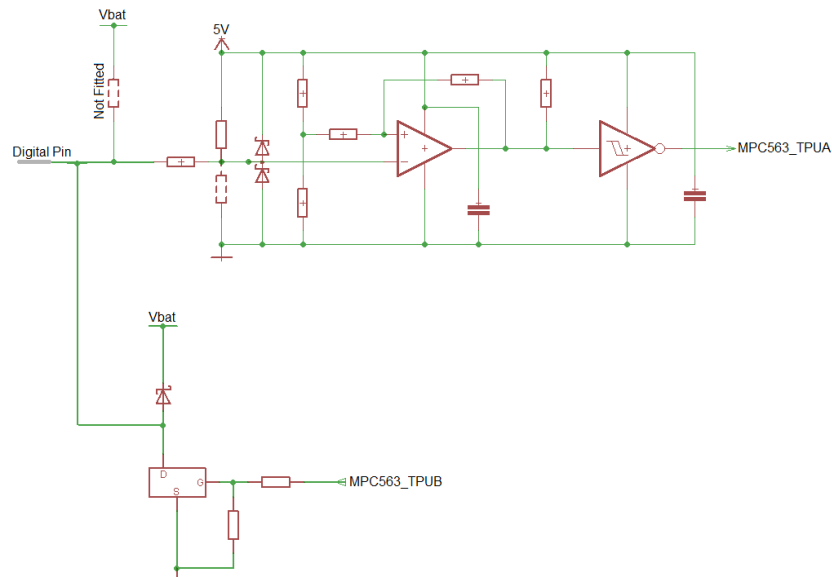 Vbat
5V
Not Fitted
Digital Pin
MPC563_TPUA
Vbat
D
S
G
MPC563_TPUB